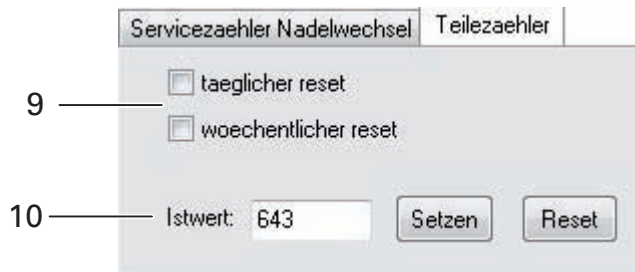 Servicezaehler Nadelwechsel Teilezaehler
taeglicher reset
9
woechentlicher reset
10 Istwert: 643 Setzen Reset